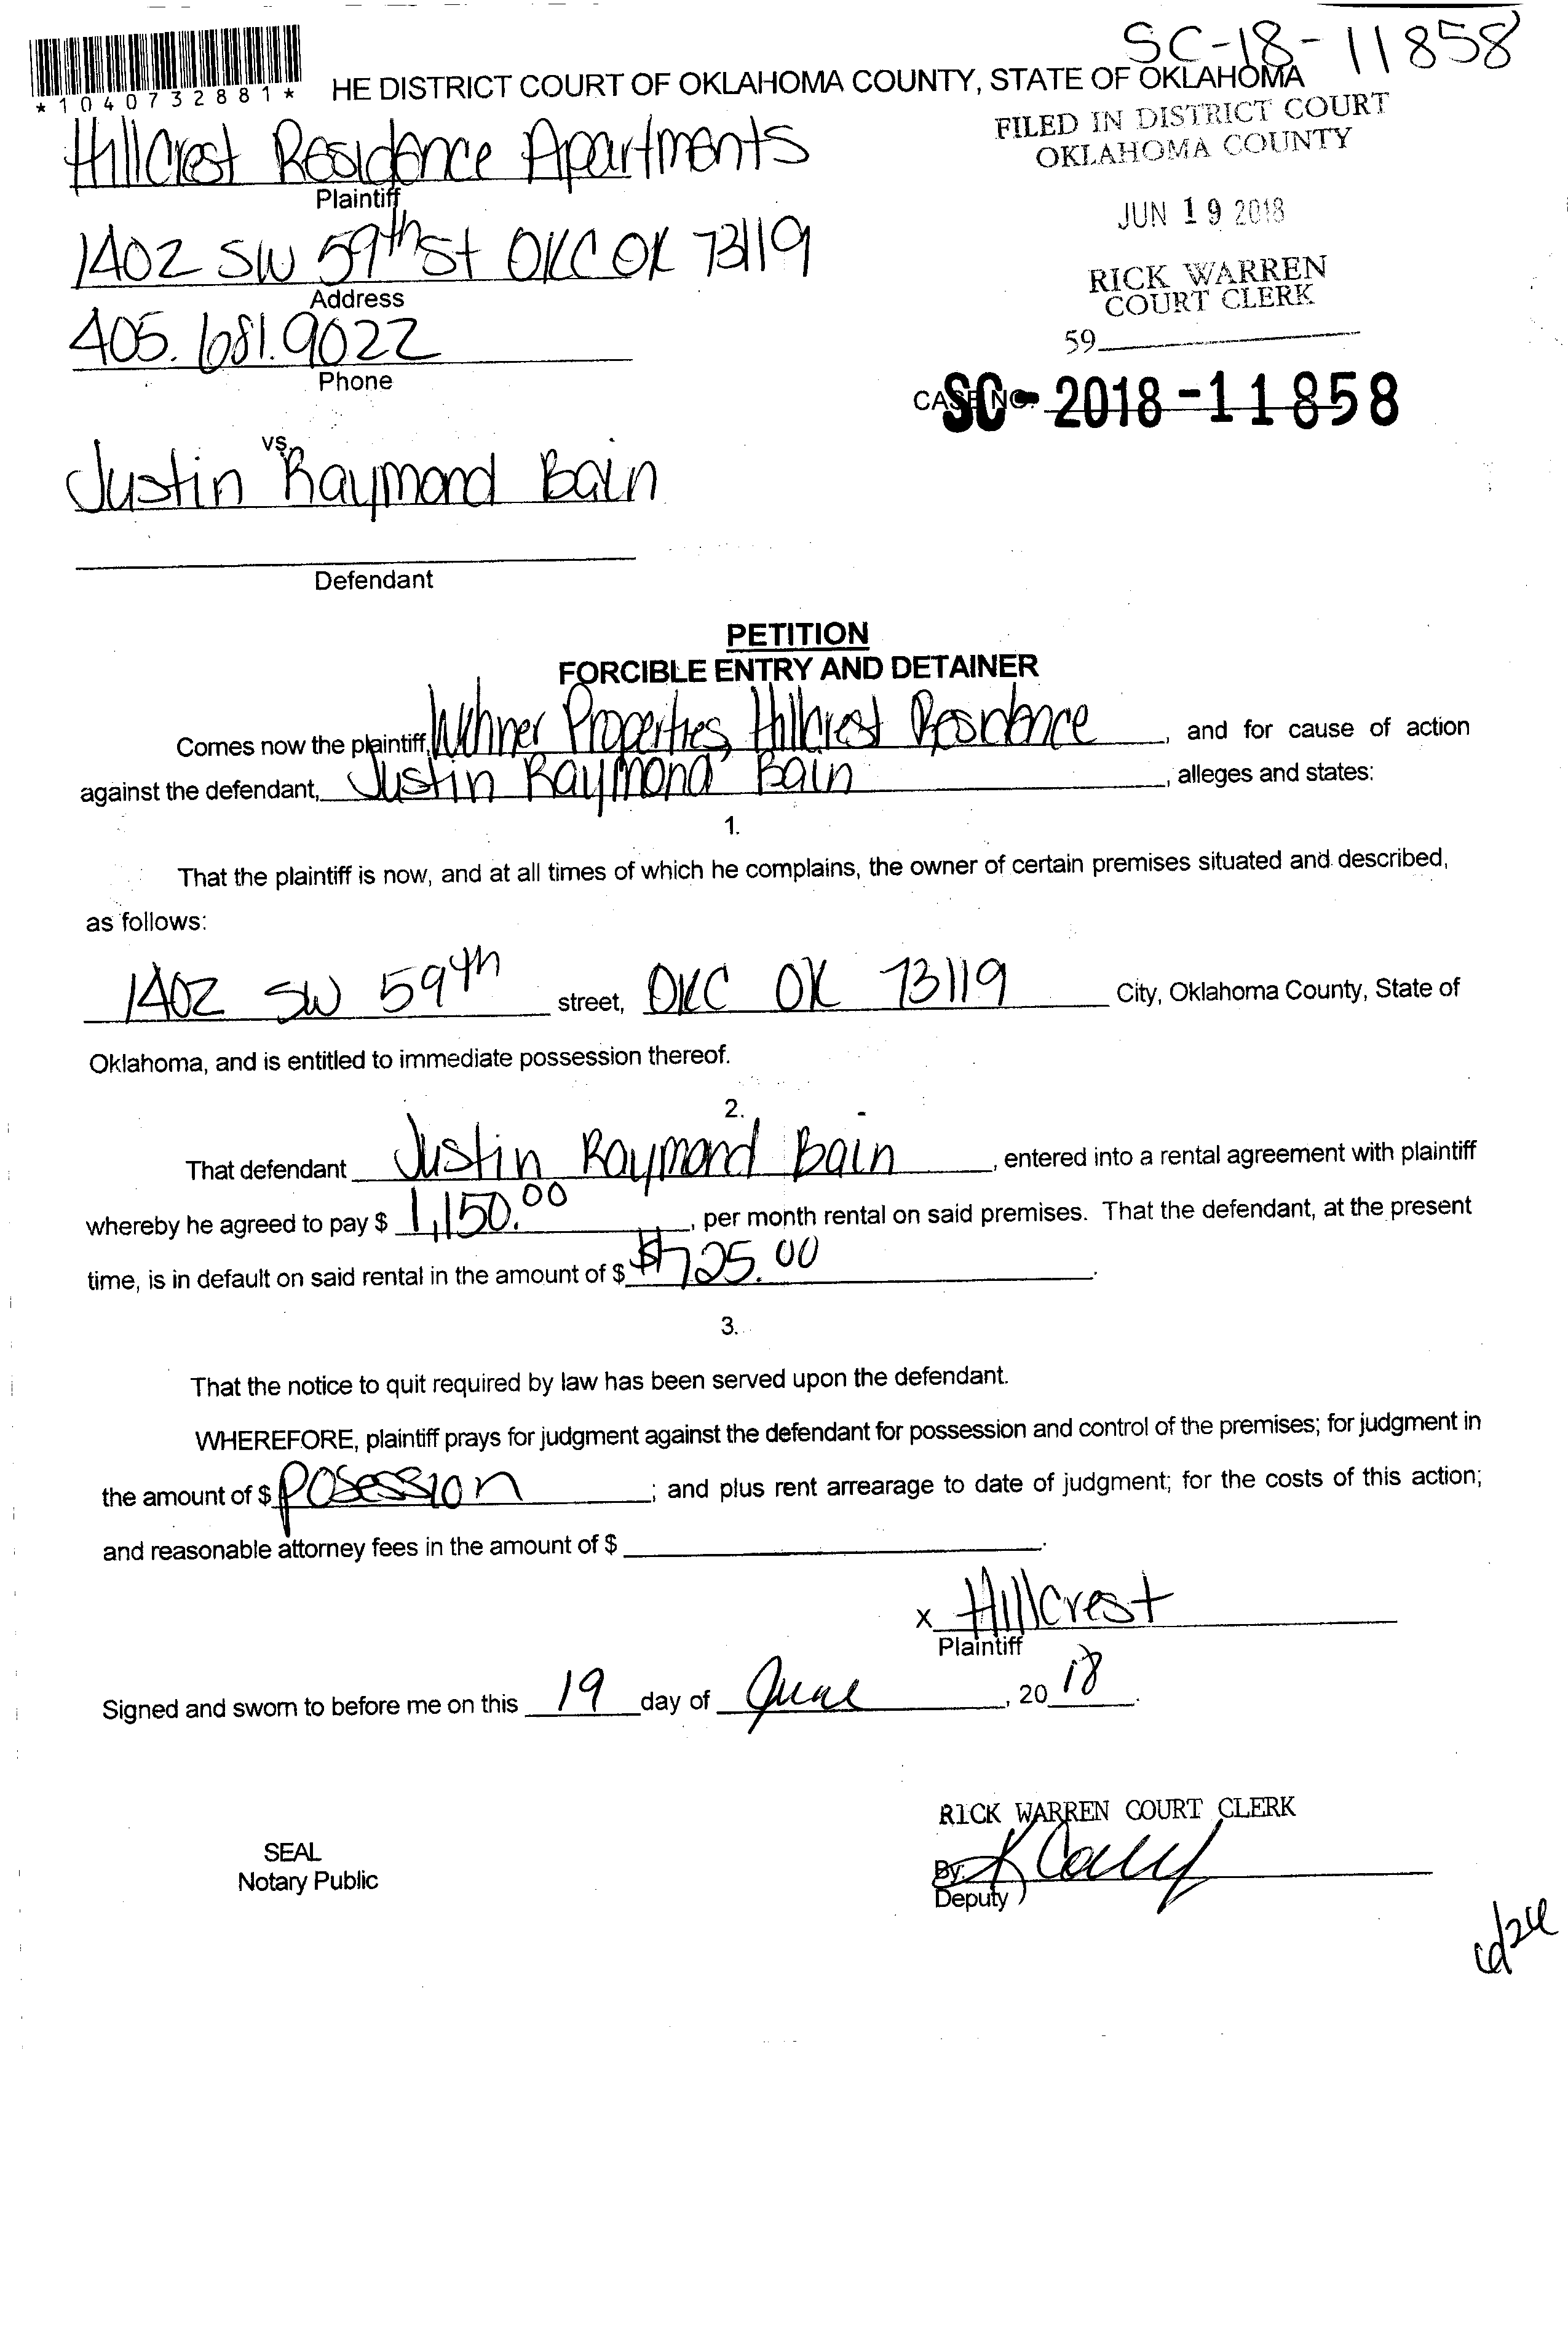 SC-18-11858
*1040732881*
HE DISTRICT COURT OF OKLAHOMA COUNTY, STATE OF OKLAHOMA
FILED IN DISTRICT COURT
OKLAHOMA COUNTY
JUN 19 2018
RICK WARREN
COURT CLERK
59
Hillcrest Residence Apartments
Plaintiff
1402 SW 59th St OKC OK 73119
Address
405.681.9022
Phone
CASE NO.
SC-2018-11858
vs.
Justin Raymond Bain
Defendant
PETITION
FORCIBLE ENTRY AND DETAINER
Comes now the plaintiff, Properties, Hillcrest Residence, and for cause of action
against the defendant, Justin Raymond Bain, alleges and states:
1.
That the plaintiff is now, and at all times of which he complains, the owner of certain premises situated and described,
as follows:
1402 SW 59th street, OKC OK 73119 City, Oklahoma County, State of
Oklahoma, and is entitled to immediate possession thereof.
2.
That defendant Justin Raymond Bain, entered into a rental agreement with plaintiff
whereby he agreed to pay $ 1,150.00, per month rental on said premises. That the defendant, at the present
time, is in default on said rental in the amount of $ $725.00.
3.
That the notice to quit required by law has been served upon the defendant.
WHEREFORE, plaintiff prays for judgment against the defendant for possession and control of the premises; for judgment in
the amount of $ Posession; and plus rent arrearage to date of judgment; for the costs of this action;
and reasonable attorney fees in the amount of $.
x Hillcrest
Plaintiff
Signed and sworn to before me on this 19 day of June, 2018.
RICK WARREN COURT CLERK
SEAL
Notary Public
By:
Deputy